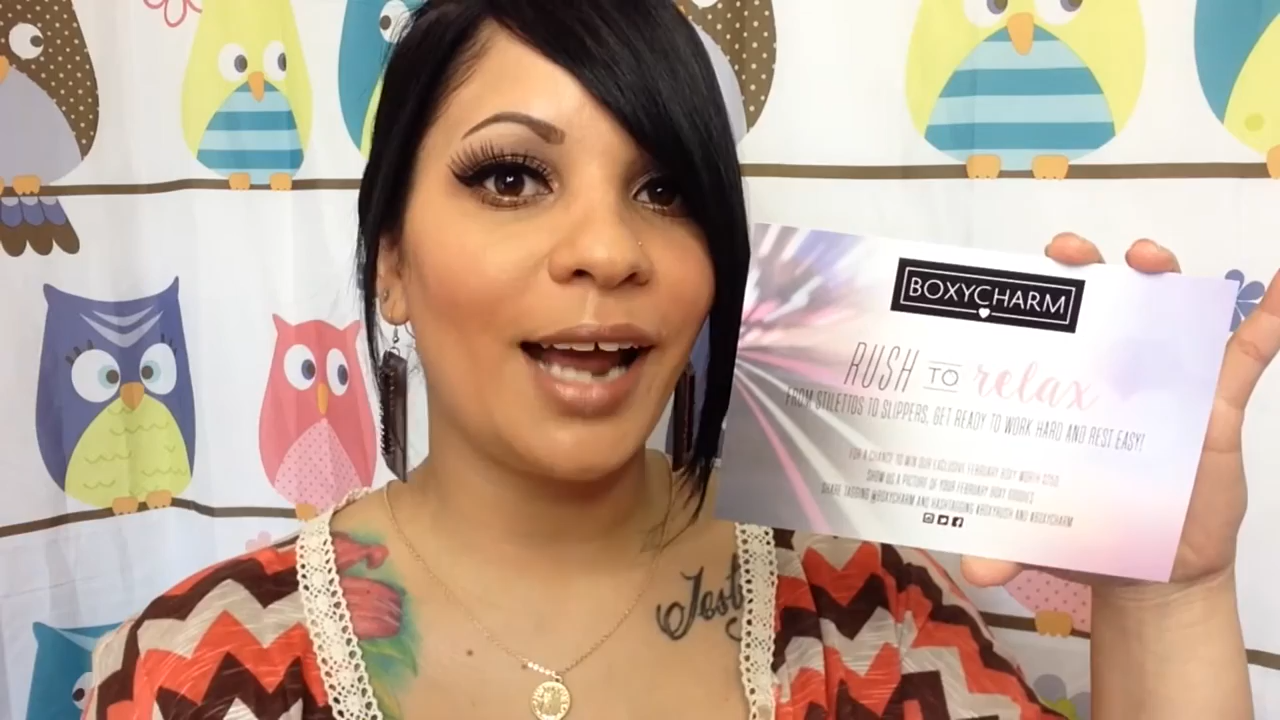 BOXYCHARM
RUSH TO relax
FROM STILETTOS TO SLIPPERS, GET READY TO WORK HARD AND REST EASY!
FOR A CHANCE TO WIN OUR EXCLUSIVE FEBRUARY BOXY WORTH
SHOW US A PICTURE OF YOUR FEBRUARY BOXY GOODIES
SHARE TAGGING @BOXYCHARM AND HASHTAGGING #BOXYRUSH AND #BOXYCHARM